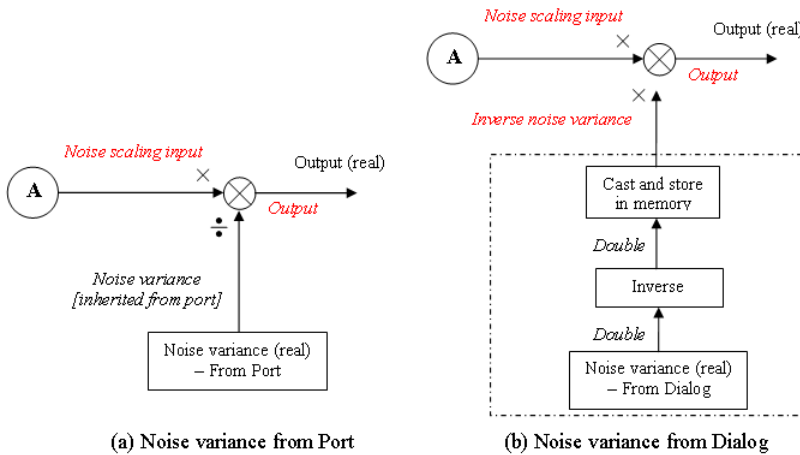 Noise scaling input
×
A
Output (real)
Output
÷
Noise variance
[inherited from port]
Noise variance (real)
– From Port
(a) Noise variance from Port
Noise scaling input
×
A
Output (real)
Output
×
Inverse noise variance
Cast and store
in memory
Double
Inverse
Double
Noise variance (real)
– From Dialog
(b) Noise variance from Dialog